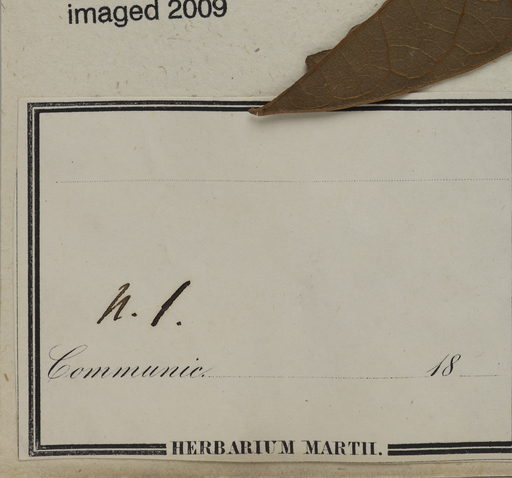 imaged 2009
n. 1.
Communic. 18
HERBARIUM MARTII.